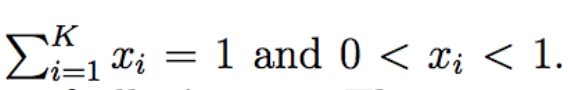 ∑_{i=1}^{K} x_i = 1 and 0 < x_i < 1.